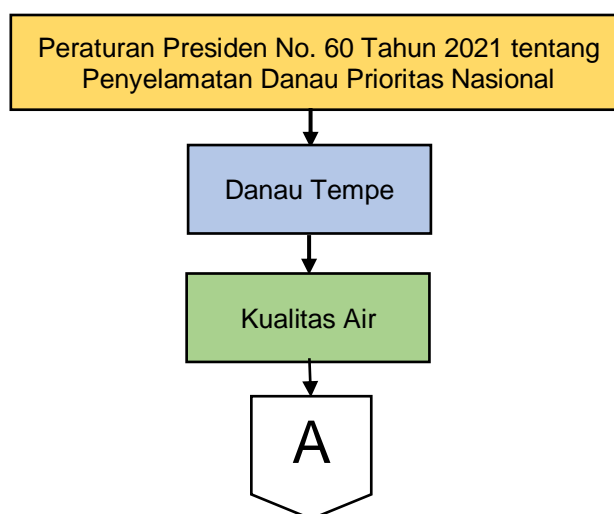 Peraturan Presiden No. 60 Tahun 2021 tentang
Penyelamatan Danau Prioritas Nasional
Danau Tempe
Kualitas Air
A